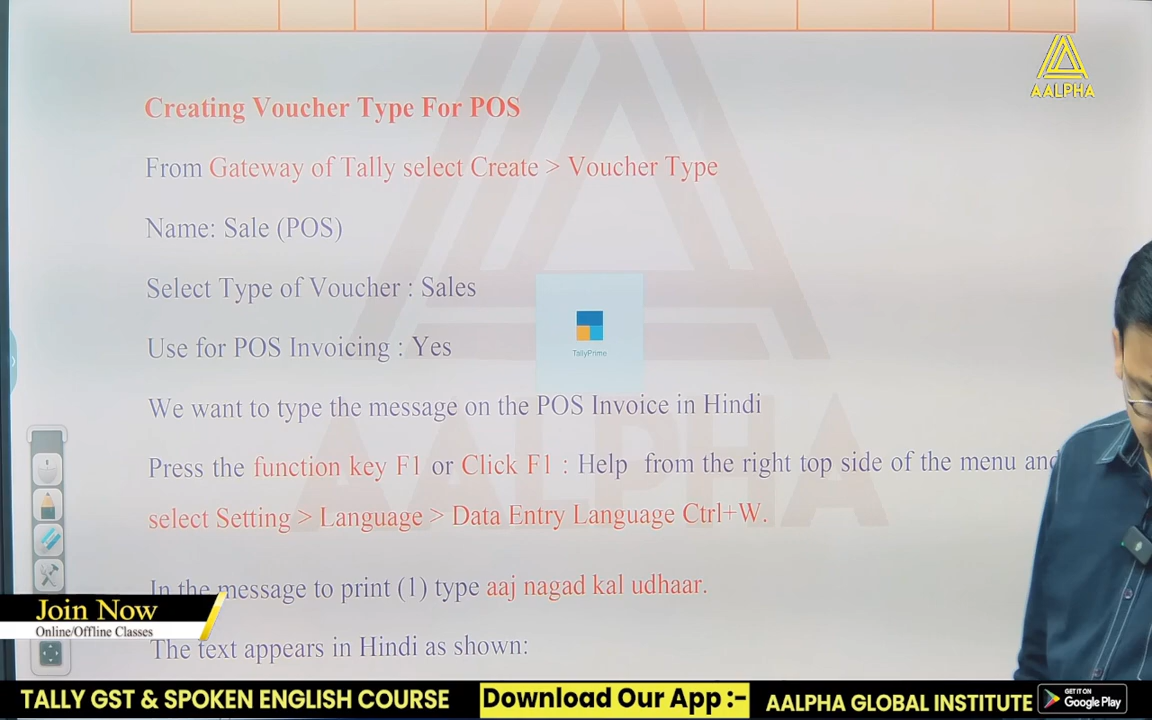 AALPHA
Creating Voucher Type For POS
From Gateway of Tally select Create > Voucher Type
Name: Sale (POS)
Select Type of Voucher : Sales
Use for POS Invoicing : Yes
TallyPrime
We want to type the message on the POS Invoice in Hindi
AALPHA
Press the function key F1 or Click F1 : Help from the right top side of the menu and
select Setting > Language > Data Entry Language Ctrl+W.
In the message to print (1) type aaj nagad kal udhaar.
Join Now
Online/Offline Classes
The text appears in Hindi as shown:
TALLY GST & SPOKEN ENGLISH COURSE
Download Our App :-
AALPHA GLOBAL INSTITUTE
GET IT ON
Google Play